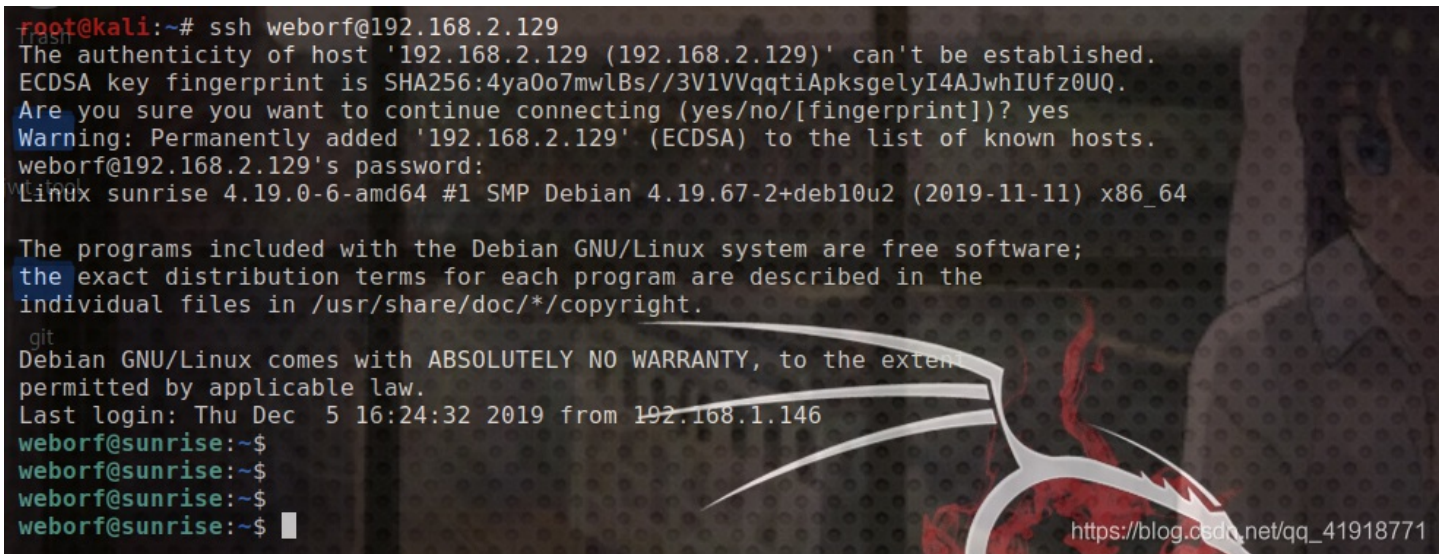 root@kali:~# ssh weborf@192.168.2.129
The authenticity of host '192.168.2.129 (192.168.2.129)' can't be established.
ECDSA key fingerprint is SHA256:4yaOo7mwlBs//3V1VVqqtiApksgelyI4AJwhIUfz0UQ.
Are you sure you want to continue connecting (yes/no/[fingerprint])? yes
Warning: Permanently added '192.168.2.129' (ECDSA) to the list of known hosts.
weborf@192.168.2.129's password:
Linux sunrise 4.19.0-6-amd64 #1 SMP Debian 4.19.67-2+deb10u2 (2019-11-11) x86_64
The programs included with the Debian GNU/Linux system are free software;
the exact distribution terms for each program are described in the
individual files in /usr/share/doc/*/copyright.
git
Debian GNU/Linux comes with ABSOLUTELY NO WARRANTY, to the extent
permitted by applicable law.
Last login: Thu Dec  5 16:24:32 2019 from 192.168.1.146
weborf@sunrise:~$
weborf@sunrise:~$
weborf@sunrise:~$
weborf@sunrise:~$
https://blog.csdn.net/qq_41918771
Trash